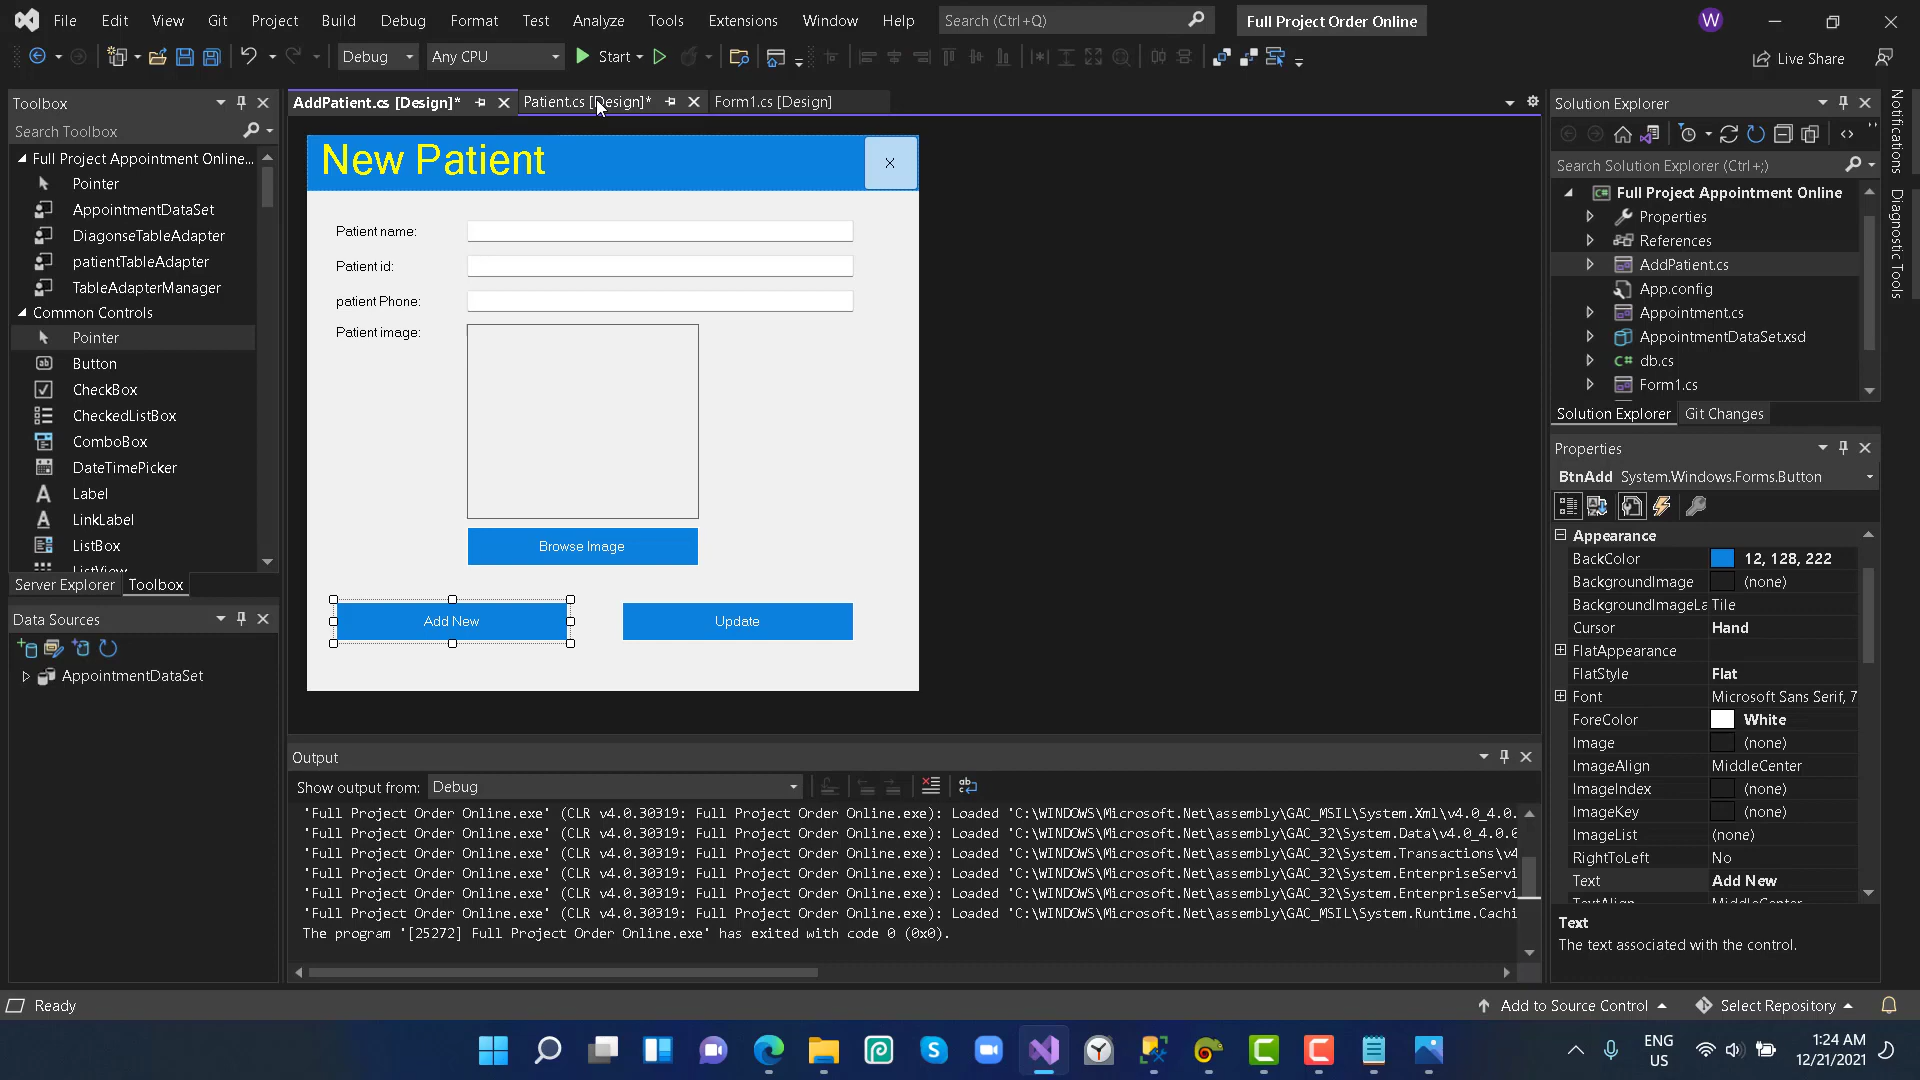 File Edit View Git Project Build Debug Format Test Analyze Tools Extensions Window Help Search (Ctrl+Q) Full Project Order Online W
Debug Any CPU Start Live Share
Toolbox
Search Toolbox
Full Project Appointment Online...
Pointer
AppointmentDataSet
DiagonseTableAdapter
patientTableAdapter
TableAdapterManager
Common Controls
Pointer
Button
CheckBox
CheckedListBox
ComboBox
DateTimePicker
Label
LinkLabel
ListBox
ListView
Server Explorer Toolbox
Data Sources
AppointmentDataSet
AddPatient.cs [Design]* Patient.cs [Design]* Form1.cs [Design]
New Patient X
Patient name:
Patient id:
patient Phone:
Patient image:
Browse Image
Add New Update
Output
Show output from: Debug
'Full Project Order Online.exe' (CLR v4.0.30319: Full Project Order Online.exe): Loaded 'C:\WINDOWS\Microsoft.Net\assembly\GAC_MSIL\System.Xml\v4.0_4.0.0.
'Full Project Order Online.exe' (CLR v4.0.30319: Full Project Order Online.exe): Loaded 'C:\WINDOWS\Microsoft.Net\assembly\GAC_32\System.Data\v4.0_4.0.0
'Full Project Order Online.exe' (CLR v4.0.30319: Full Project Order Online.exe): Loaded 'C:\WINDOWS\Microsoft.Net\assembly\GAC_32\System.Transactions\v4
'Full Project Order Online.exe' (CLR v4.0.30319: Full Project Order Online.exe): Loaded 'C:\WINDOWS\Microsoft.Net\assembly\GAC_32\System.EnterpriseServi
'Full Project Order Online.exe' (CLR v4.0.30319: Full Project Order Online.exe): Loaded 'C:\WINDOWS\Microsoft.Net\assembly\GAC_32\System.EnterpriseServi
'Full Project Order Online.exe' (CLR v4.0.30319: Full Project Order Online.exe): Loaded 'C:\WINDOWS\Microsoft.Net\assembly\GAC_MSIL\System.Runtime.Cachi
The program '[25272] Full Project Order Online.exe' has exited with code 0 (0x0).
Solution Explorer
Search Solution Explorer (Ctrl+;)
Full Project Appointment Online
Properties
References
AddPatient.cs
App.config
Appointment.cs
AppointmentDataSet.xsd
db.cs
Form1.cs
Solution Explorer Git Changes
Properties
BtnAdd System.Windows.Forms.Button
Appearance
BackColor 12, 128, 222
BackgroundImage (none)
BackgroundImageLa Tile
Cursor Hand
FlatAppearance
FlatStyle Flat
Font Microsoft Sans Serif, 7
ForeColor White
Image (none)
ImageAlign MiddleCenter
ImageIndex (none)
ImageKey (none)
ImageList (none)
RightToLeft No
Text Add New
TextAlign MiddleCenter
Text
The text associated with the control.
Notifications
Diagnostic Tools
Ready Add to Source Control Select Repository
ENG
US
1:24 AM
12/21/2021